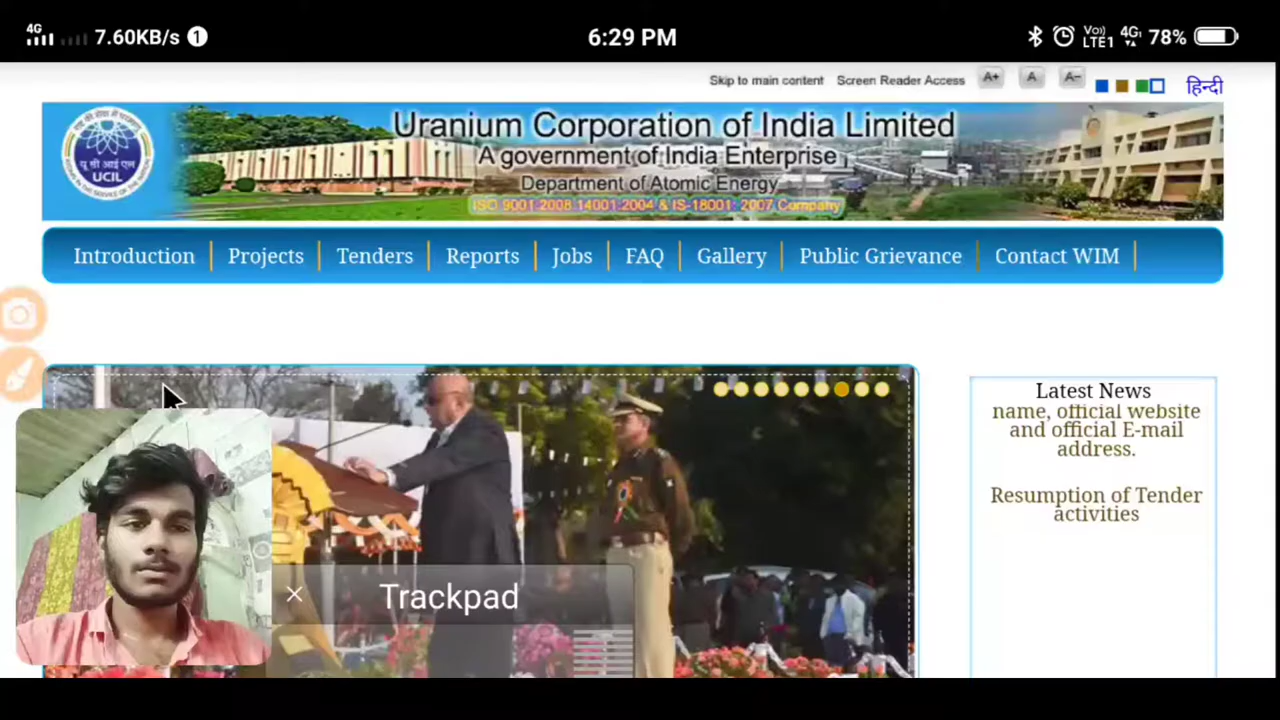 4G 7.60KB/s 1 6:29 PM Vo) LTE1 4G 78%
Skip to main content Screen Reader Access A+ A A- हिन्दी
Uranium Corporation of India Limited
A government of India Enterprise
Department of Atomic Energy
ISO 9001:2008,14001:2004 & IS-18001: 2007 Company
यू सी आई एल
UCIL
Introduction Projects Tenders Reports Jobs FAQ Gallery Public Grievance Contact WIM
Latest News
name, official website
and official E-mail
address.
Resumption of Tender
activities
× Trackpad